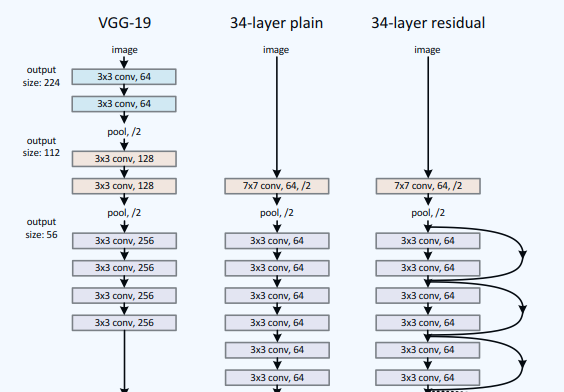 VGG-19
34-layer plain
34-layer residual
image
image
image
output
size: 224
3x3 conv, 64
3x3 conv, 64
pool, /2
output
size: 112
3x3 conv, 128
3x3 conv, 128
7x7 conv, 64, /2
7x7 conv, 64, /2
pool, /2
pool, /2
pool, /2
output
size: 56
3x3 conv, 256
3x3 conv, 64
3x3 conv, 64
3x3 conv, 256
3x3 conv, 64
3x3 conv, 64
3x3 conv, 256
3x3 conv, 64
3x3 conv, 64
3x3 conv, 256
3x3 conv, 64
3x3 conv, 64
3x3 conv, 64
3x3 conv, 64
3x3 conv, 64
3x3 conv, 64